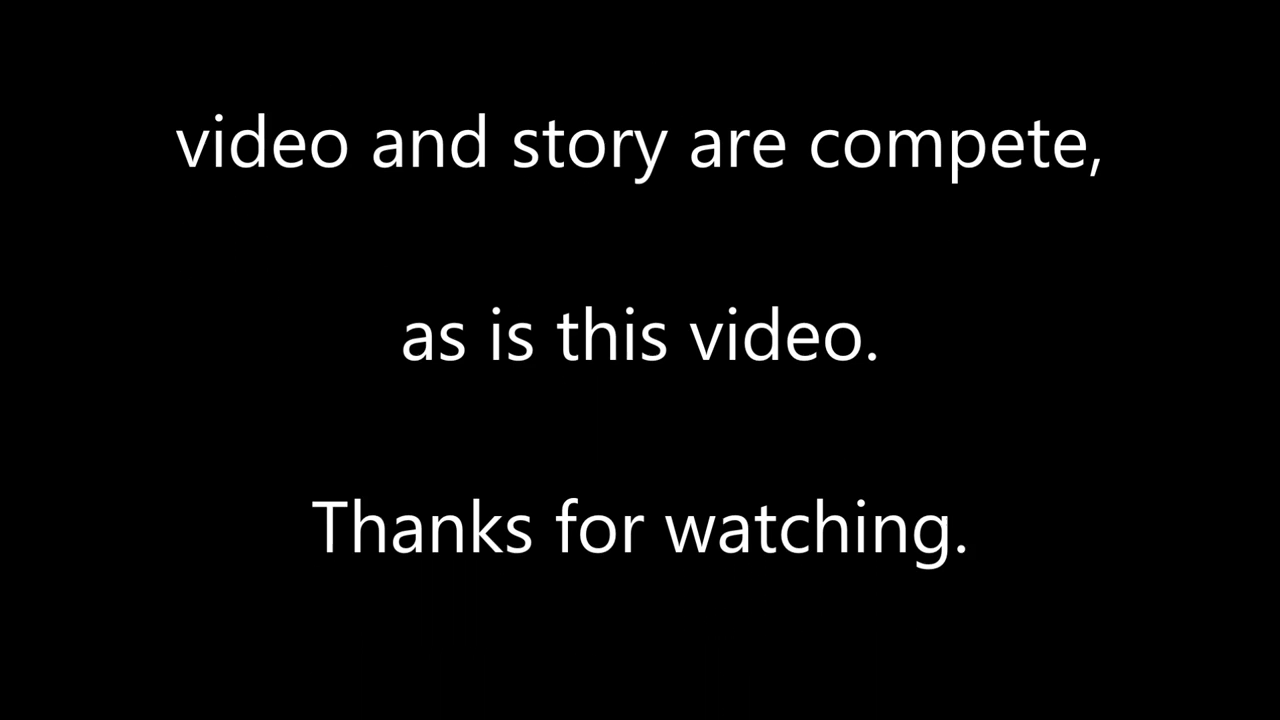 video and story are compete,
as is this video.
Thanks for watching.